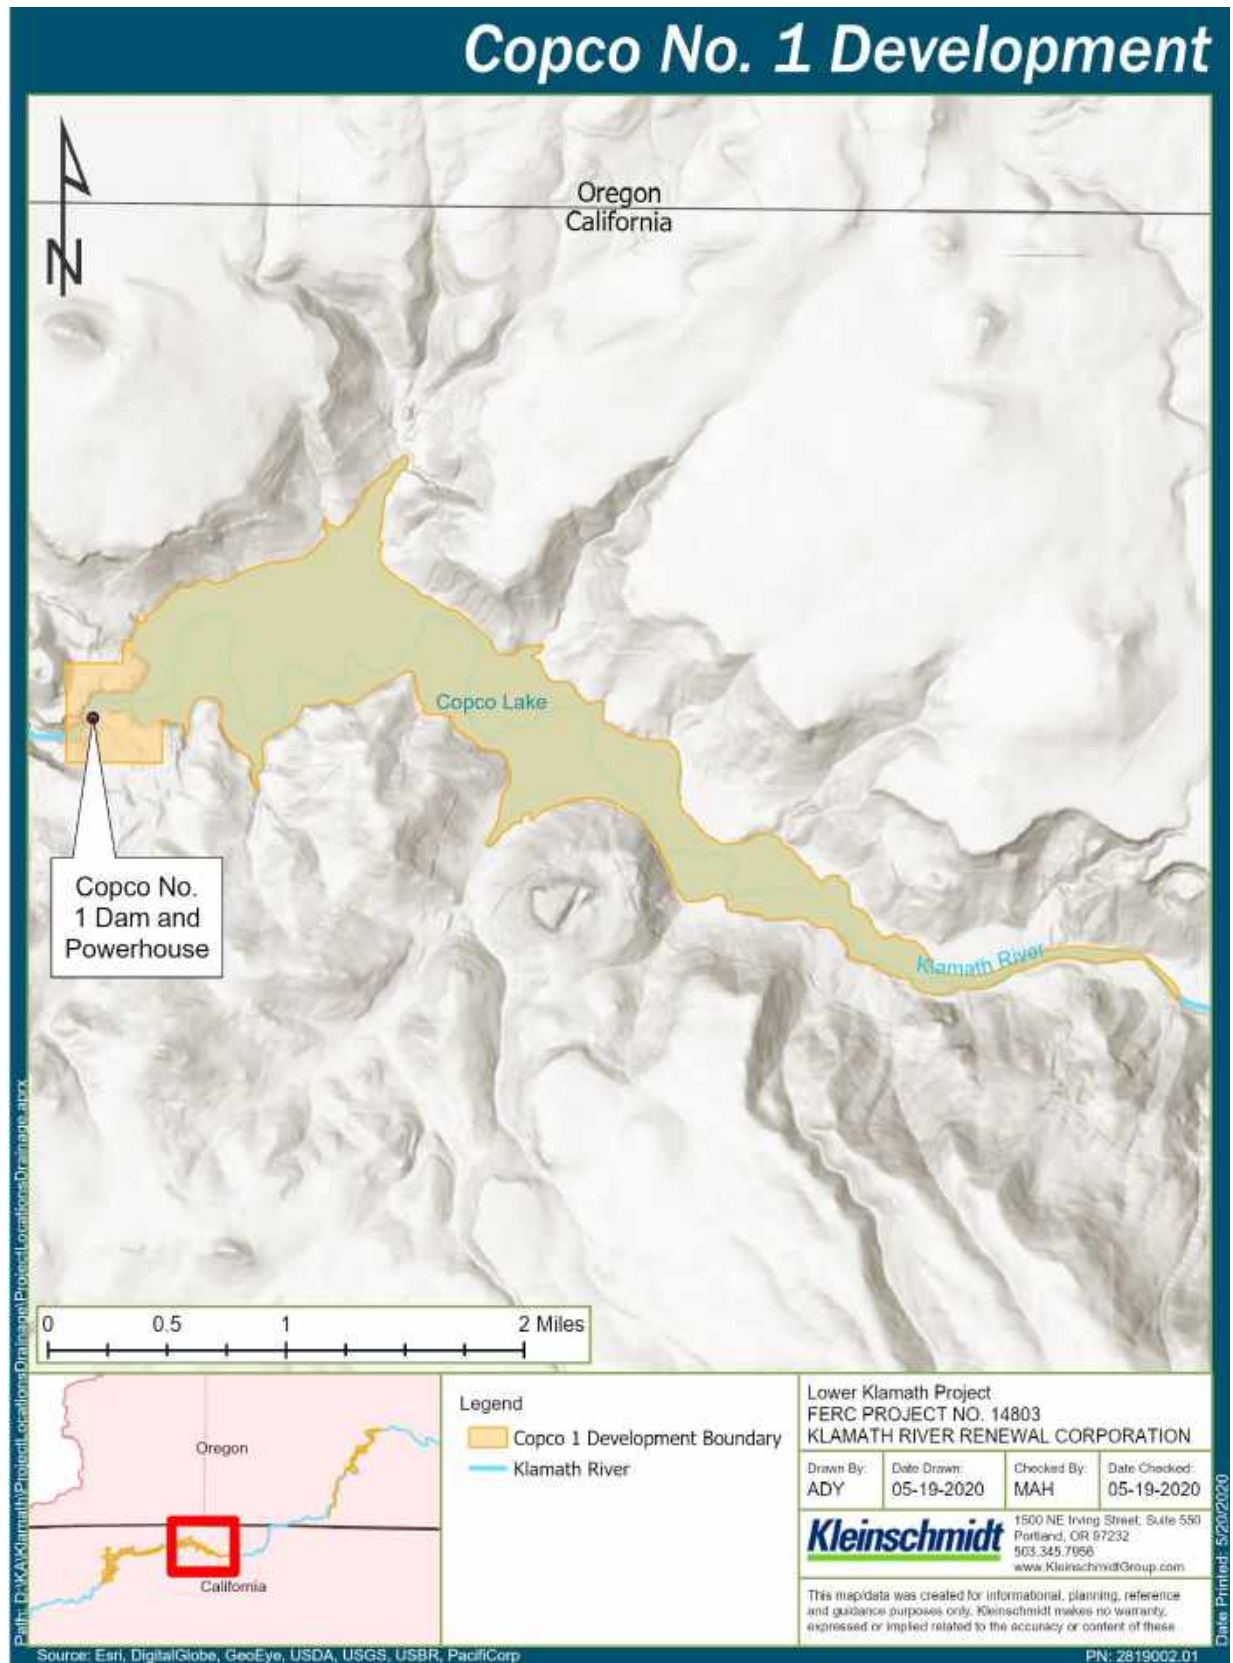 Copco No. 1 Development
Oregon
California
N
Copco Lake
Copco No.
1 Dam and
Powerhouse
Klamath River
0 0.5 1 2 Miles
Oregon
California
Legend
Copco 1 Development Boundary
Klamath River
Lower Klamath Project
FERC PROJECT NO. 14803
KLAMATH RIVER RENEWAL CORPORATION
Drawn By: Date Drawn: Checked By: Date Checked:
ADY 05-19-2020 MAH 05-19-2020
Kleinschmidt
1500 NE Irving Street, Suite 550
Portland, OR 97232
503.345.7956
www.KleinschmidtGroup.com
This map/data was created for informational, planning, reference
and guidance purposes only. Kleinschmidt makes no warranty,
expressed or implied related to the accuracy or content of these
Path: D:\KA\Klamath\ProjectLocationsDrainage\ProjectLocationsDrainage.aprx
Date Printed: 5/20/2020
Source: Esri, DigitalGlobe, GeoEye, USDA, USGS, USBR, PacifiCorp
PN: 2819002.01